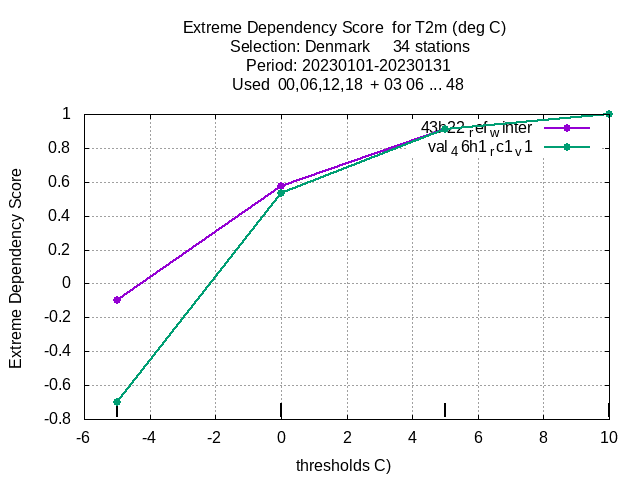 Extreme Dependency Score for T2m (deg C)
Selection: Denmark 34 stations
Period: 20230101-20230131
Used 00,06,12,18 + 03 06 ... 48
43h22refwinter
val46h1rc1v1
Extreme Dependency Score
1
0.8
0.6
0.4
0.2
0
-0.2
-0.4
-0.6
-0.8
-6 -4 -2 0 2 4 6 8 10
thresholds C)